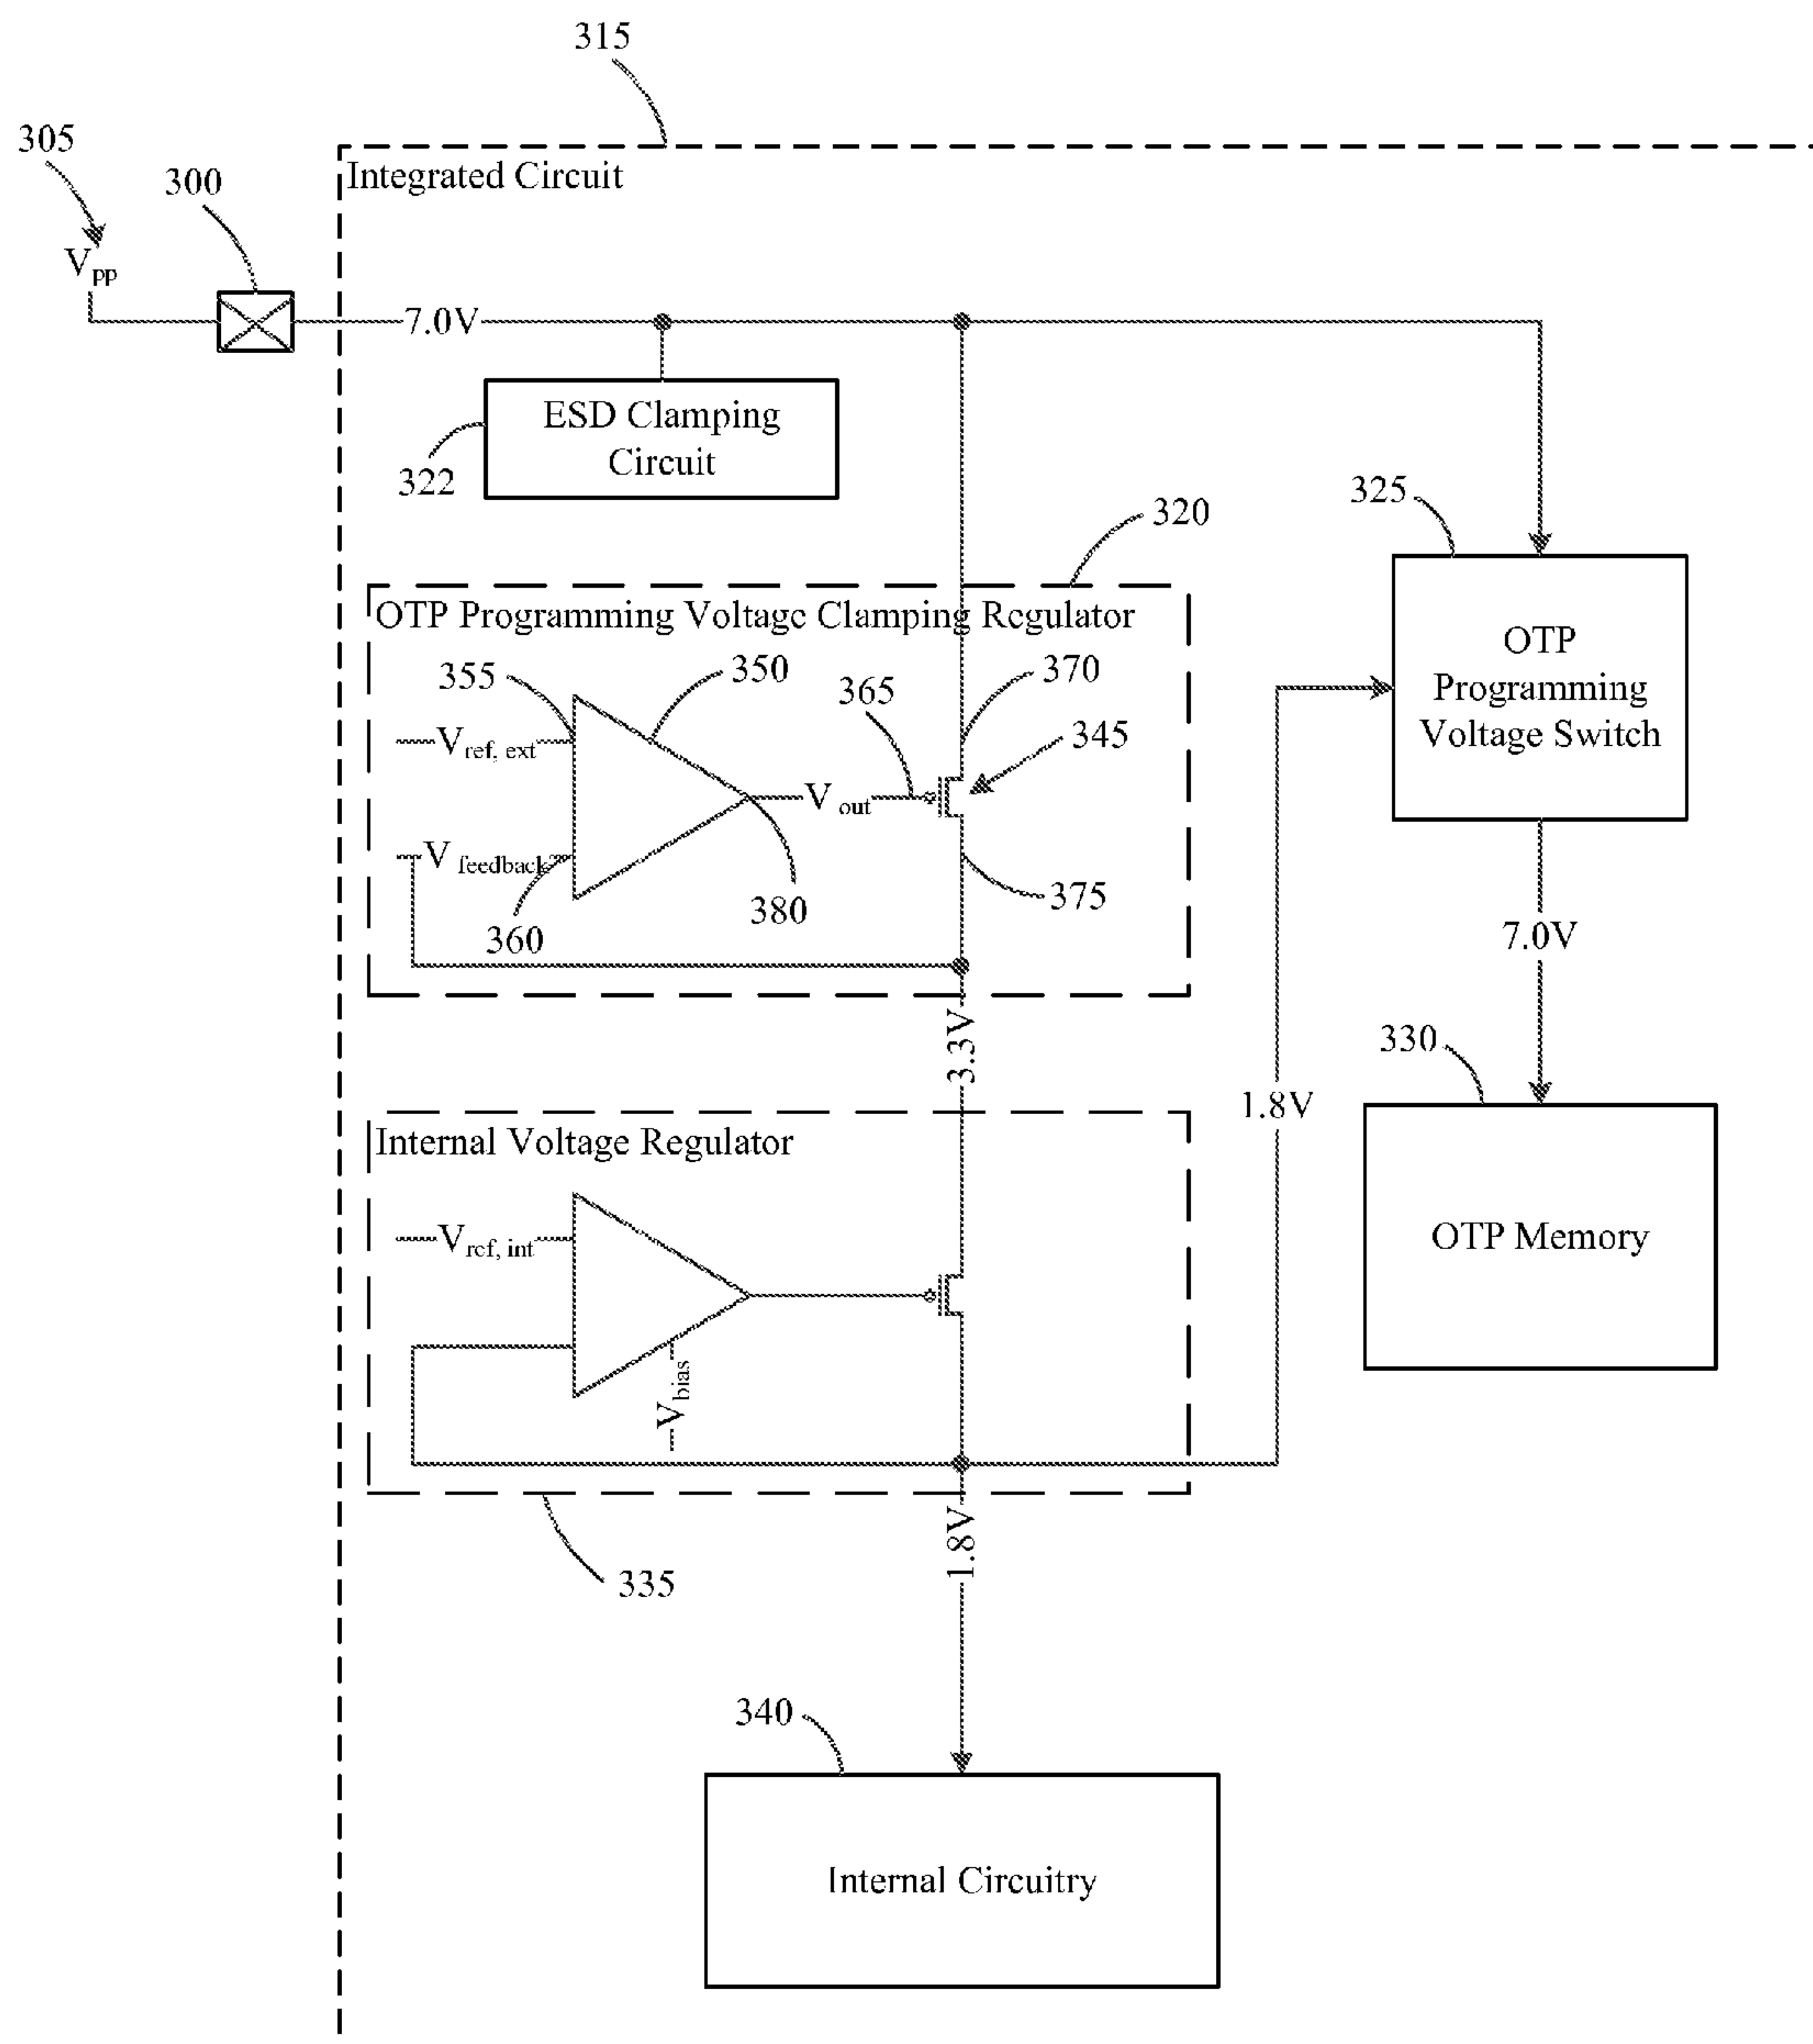 315
305
300
Integrated Circuit
Vpp
7.0V
ESD Clamping
Circuit
322
325
320
OTP Programming Voltage Clamping Regulator
OTP
Programming
Voltage Switch
355
350
370
365
345
Vref, ext
Vout
Vfeedback
375
380
360
7.0V
3.3V
330
1.8V
Internal Voltage Regulator
OTP Memory
Vref, int
Vbias
1.8V
335
340
Internal Circuitry